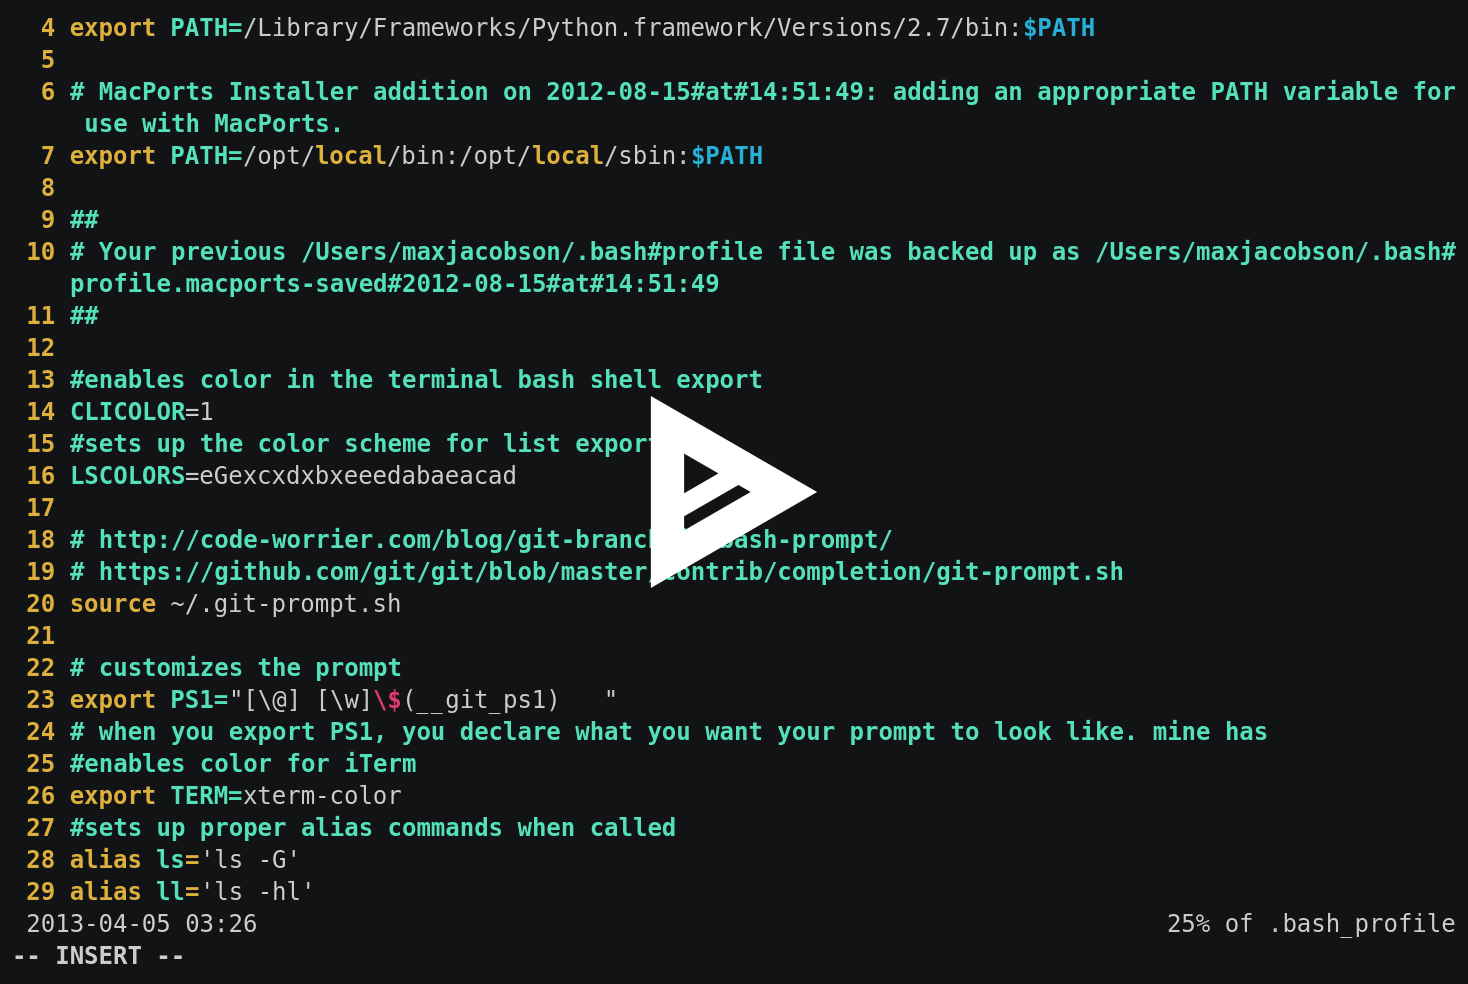 4 export PATH=/Library/Frameworks/Python.framework/Versions/2.7/bin:$PATH
5
6 # MacPorts Installer addition on 2012-08-15#at#14:51:49: adding an appropriate PATH variable for
use with MacPorts.
7 export PATH=/opt/local/bin:/opt/local/sbin:$PATH
8
9 ##
10 # Your previous /Users/maxjacobson/.bash#profile file was backed up as /Users/maxjacobson/.bash#
profile.macports-saved#2012-08-15#at#14:51:49
11 ##
12
13 #enables color in the terminal bash shell export
14 CLICOLOR=1
15 #sets up the color scheme for list export
16 LSCOLORS=eGexcxdxbxeeedabaeacad
17
18 # http://code-worrier.com/blog/git-branch bash-prompt/
19 # https://github.com/git/git/blob/master/contrib/completion/git-prompt.sh
20 source ~/.git-prompt.sh
21
22 # customizes the prompt
23 export PS1="[\@] [\w]\$(__git_ps1)   "
24 # when you export PS1, you declare what you want your prompt to look like. mine has
25 #enables color for iTerm
26 export TERM=xterm-color
27 #sets up proper alias commands when called
28 alias ls='ls -G'
29 alias ll='ls -hl'
2013-04-05 03:26 25% of .bash_profile
-- INSERT --